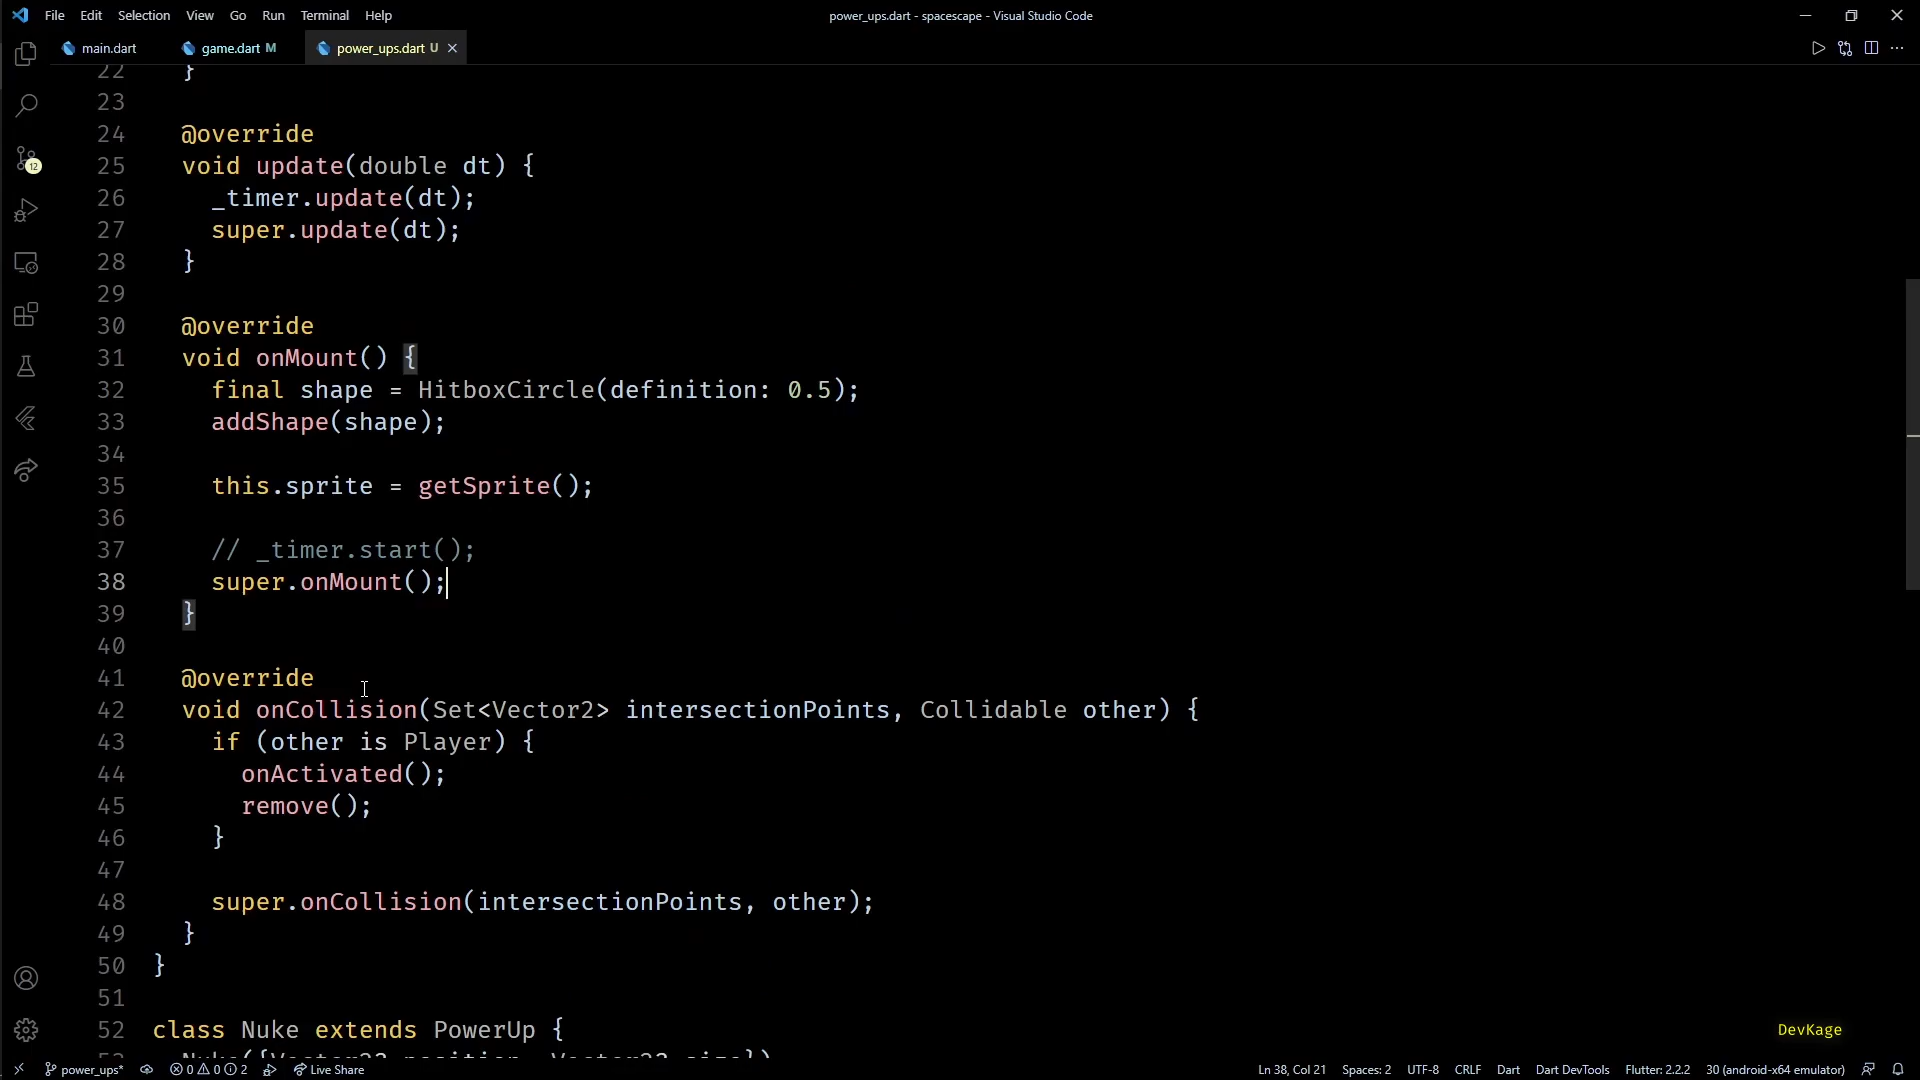 File Edit Selection View Go Run Terminal Help power_ups.dart - spacescape - Visual Studio Code
main.dart game.dart M power_ups.dart U
22 }
23
24 @override
25 void update(double dt) {
26 _timer.update(dt);
27 super.update(dt);
28 }
29
30 @override
31 void onMount() {
32 final shape = HitboxCircle(definition: 0.5);
33 addShape(shape);
34
35 this.sprite = getSprite();
36
37 // _timer.start();
38 super.onMount();
39 }
40
41 @override
42 void onCollision(Set<Vector2> intersectionPoints, Collidable other) {
43 if (other is Player) {
44 onActivated();
45 remove();
46 }
47
48 super.onCollision(intersectionPoints, other);
49 }
50 }
51
52 class Nuke extends PowerUp {
12
DevKage
power_ups* 0 0 2 Live Share Ln 38, Col 21 Spaces: 2 UTF-8 CRLF Dart Dart DevTools Flutter: 2.2.2 30 (android-x64 emulator)